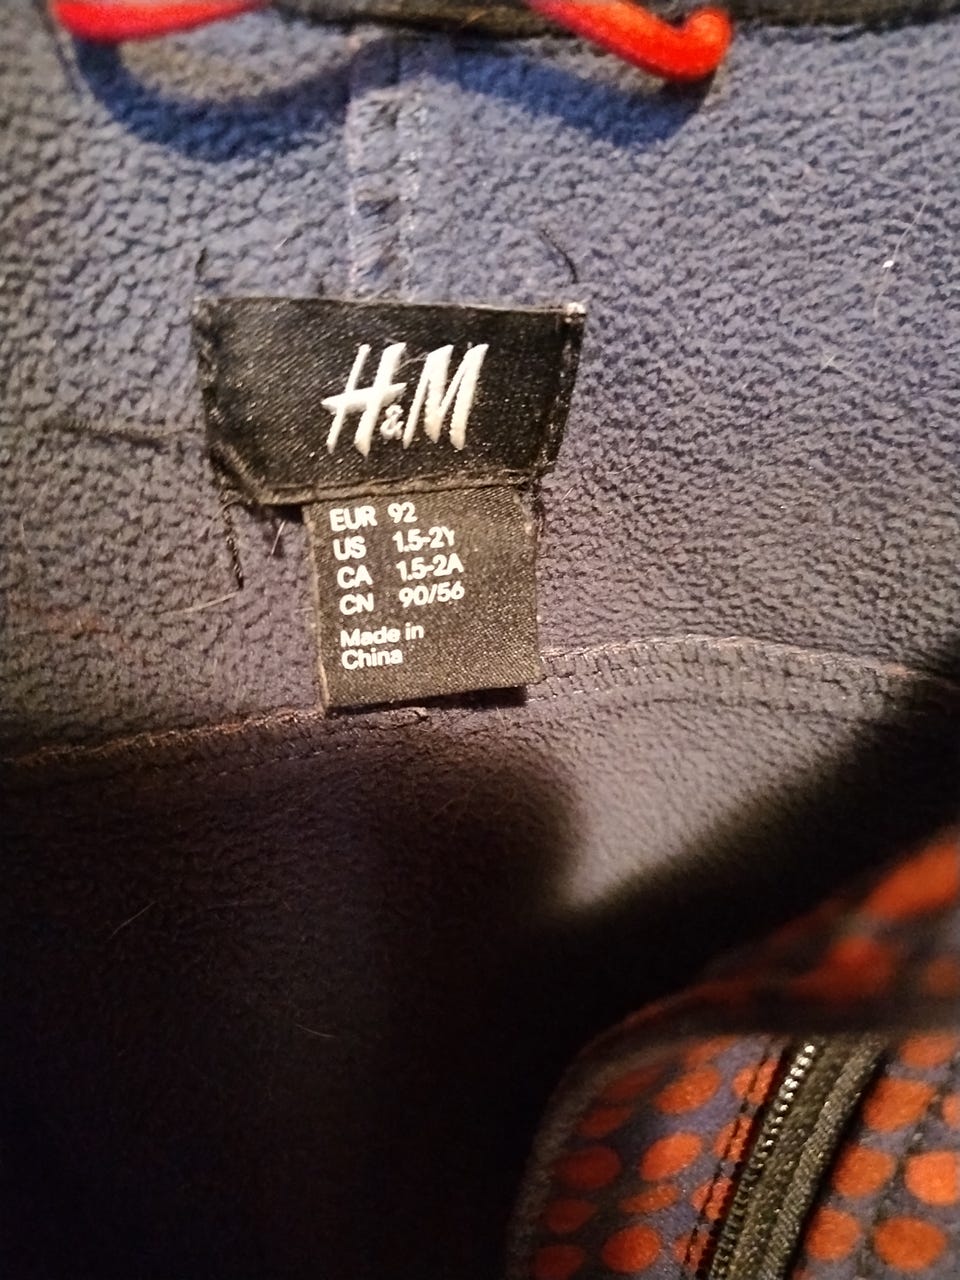 H&M
EUR 92
US 1.5-2Y
CA 1.5-2A
CN 90/56
Made in
China